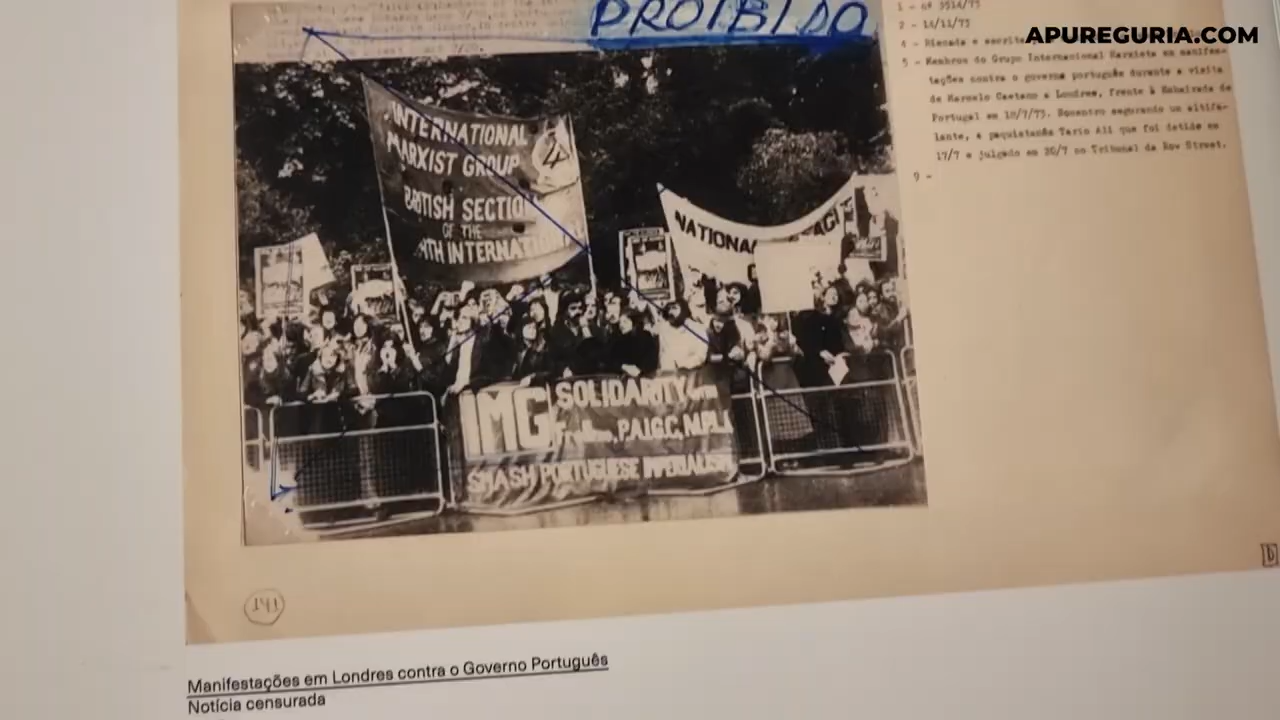 PROIBIDO
APUREGURIA.COM
1 - nº 3514/73
2 - 14/11/73
4 - Riscada e
5 - Membros do Grupo Internacional Marxista em manifes-
tações contra o governo português durante a visita
de Marcelo Caetano a Londres, frente à Embaixada de
Portugal em 18/7/73. segurando um altifa-
lante, o paquistanês Tario Ali que foi detido em
17/7 e julgado em 20/7 no Tribunal da Bow Street.
9 -
INTERNATIONAL
MARXIST GROUP
4
BRITISH SECTION
OF THE
4TH INTERNATIONAL
NATIONAL
IMG SOLIDARITY
Frelimo, P.A.I.G.C, M.P.L.A
SMASH PORTUGUESE IMPERIALISM
141
Manifestações em Londres contra o Governo Português
Notícia censurada